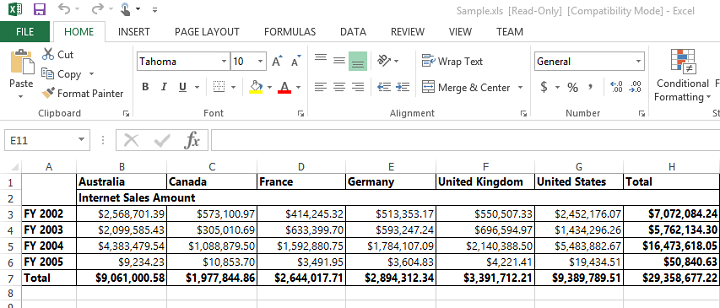 Sample.xls [Read-Only] [Compatibility Mode] - Excel
FILE HOME INSERT PAGE LAYOUT FORMULAS DATA REVIEW VIEW TEAM
Cut
Copy
Format Painter
Paste
Tahoma 10
B I U
Wrap Text
Merge & Center
General
$ % ,
Conditional
Formatting
Clipboard Font Alignment Number
E11 fx
A B C D E F G H
1 Australia Canada France Germany United Kingdom United States Total
2 Internet Sales Amount
3 FY 2002 $2,568,701.39 $573,100.97 $414,245.32 $513,353.17 $550,507.33 $2,452,176.07 $7,072,084.24
4 FY 2003 $2,099,585.43 $305,010.69 $633,399.70 $593,247.24 $696,594.97 $1,434,296.26 $5,762,134.30
5 FY 2004 $4,383,479.54 $1,088,879.50 $1,592,880.75 $1,784,107.09 $2,140,388.50 $5,483,882.67 $16,473,618.05
6 FY 2005 $9,234.23 $10,853.70 $3,491.95 $3,604.83 $4,221.41 $19,434.51 $50,840.63
7 Total $9,061,000.58 $1,977,844.86 $2,644,017.71 $2,894,312.34 $3,391,712.21 $9,389,789.51 $29,358,677.22
8